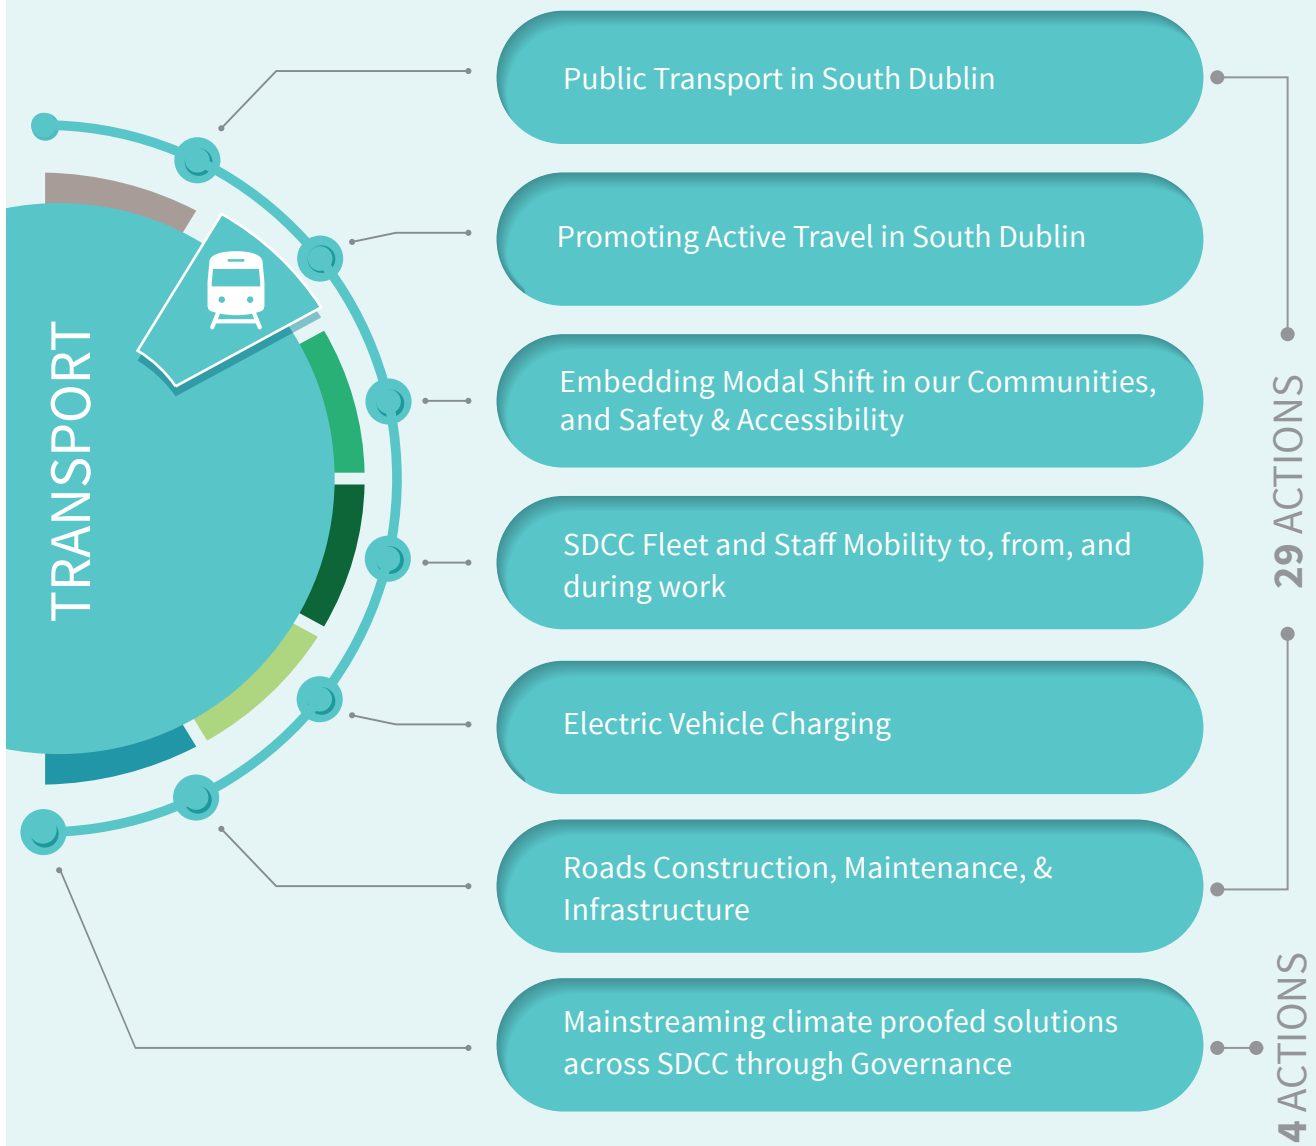 TRANSPORT
Public Transport in South Dublin
Promoting Active Travel in South Dublin
Embedding Modal Shift in our Communities,
and Safety & Accessibility
SDCC Fleet and Staff Mobility to, from, and
during work
Electric Vehicle Charging
Roads Construction, Maintenance, &
Infrastructure
Mainstreaming climate proofed solutions
across SDCC through Governance
29 ACTIONS
4 ACTIONS